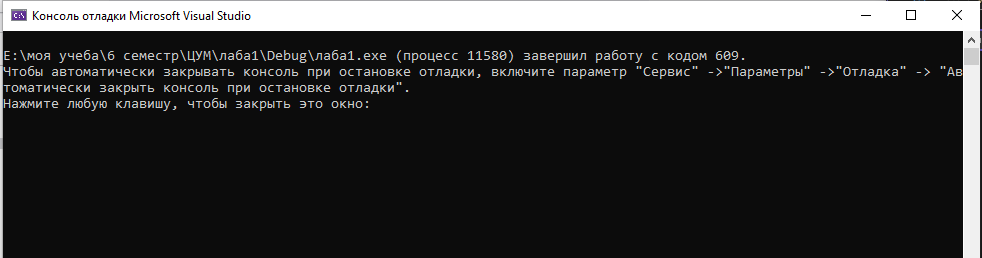 Консоль отладки Microsoft Visual Studio
E:\моя учеба\6 семестр\ЦУМ\лаба1\Debug\лаба1.exe (процесс 11580) завершил работу с кодом 609.
Чтобы автоматически закрывать консоль при остановке отладки, включите параметр "Сервис" ->"Параметры" ->"Отладка" -> "Ав
томатически закрыть консоль при остановке отладки".
Нажмите любую клавишу, чтобы закрыть это окно: